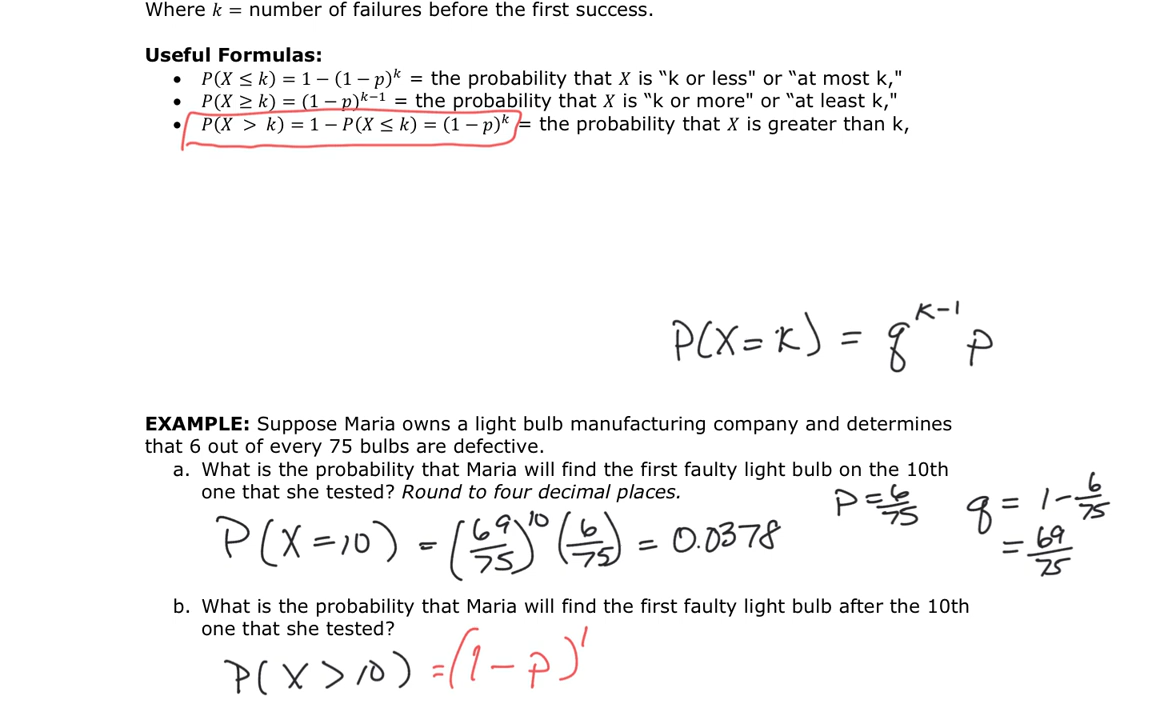 Where k = number of failures before the first success.
Useful Formulas:
• P(X ≤ k) = 1 − (1 − p)^k = the probability that X is "k or less" or "at most k,"
• P(X ≥ k) = (1 − p)^{k−1} = the probability that X is "k or more" or "at least k,"
• P(X > k) = 1 − P(X ≤ k) = (1 − p)^k = the probability that X is greater than k,
P(X = K) = q^{K-1} p
EXAMPLE: Suppose Maria owns a light bulb manufacturing company and determines
that 6 out of every 75 bulbs are defective.
a. What is the probability that Maria will find the first faulty light bulb on the 10th
one that she tested? Round to four decimal places.
P = 6/75   q = 1 - 6/75
= 69/75
P(X = 10) = (69/75)^{10} (6/75) = 0.0378
b. What is the probability that Maria will find the first faulty light bulb after the 10th
one that she tested?
P(X > 10) = (1 - p)^1